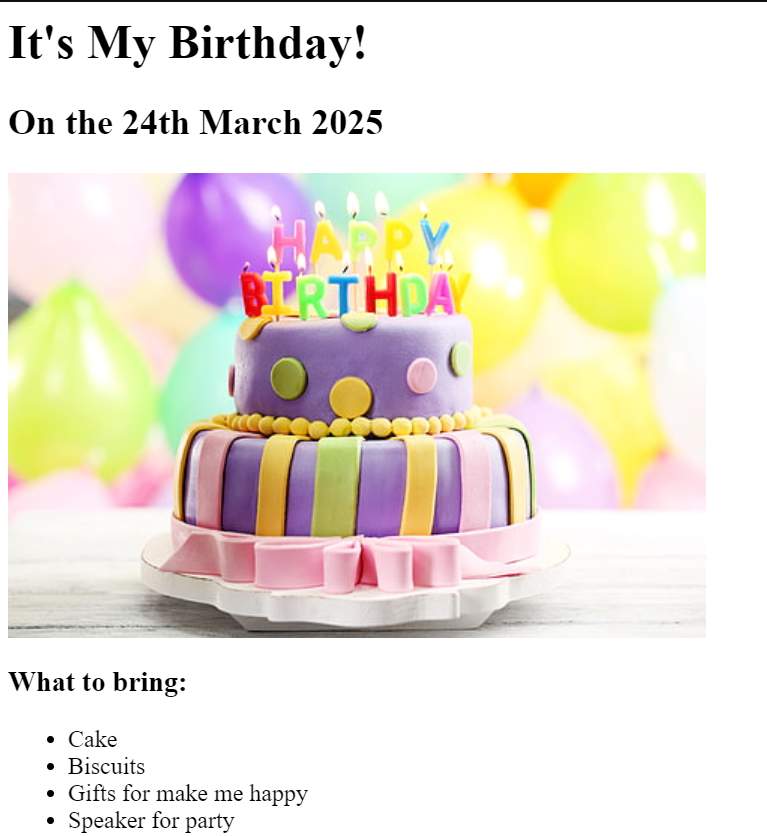 It's My Birthday!
On the 24th March 2025
HAPPY
BIRTHDAY
What to bring:
Cake
Biscuits
Gifts for make me happy
Speaker for party